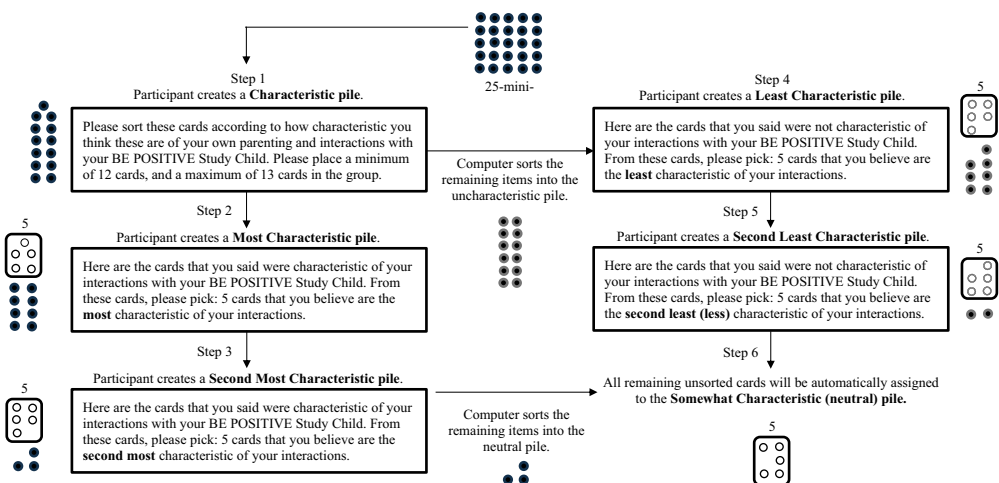 25-mini-
Step 1
Participant creates a Characteristic pile.
Please sort these cards according to how characteristic you
think these are of your own parenting and interactions with
your BE POSITIVE Study Child. Please place a minimum
of 12 cards, and a maximum of 13 cards in the group.
Step 2
5
Participant creates a Most Characteristic pile.
Here are the cards that you said were characteristic of your
interactions with your BE POSITIVE Study Child. From
these cards, please pick: 5 cards that you believe are the
most characteristic of your interactions.
Step 3
5
Participant creates a Second Most Characteristic pile.
Here are the cards that you said were characteristic of your
interactions with your BE POSITIVE Study Child. From
these cards, please pick: 5 cards that you believe are the
second most characteristic of your interactions.
Computer sorts the
remaining items into the
uncharacteristic pile.
Computer sorts the
remaining items into the
neutral pile.
Step 4
5
Participant creates a Least Characteristic pile.
Here are the cards that you said were not characteristic of
your interactions with your BE POSITIVE Study Child.
From these cards, please pick: 5 cards that you believe are
the least characteristic of your interactions.
Step 5
Participant creates a Second Least Characteristic pile.
5
Here are the cards that you said were not characteristic of
your interactions with your BE POSITIVE Study Child.
From these cards, please pick: 5 cards that you believe are
the second least (less) characteristic of your interactions.
Step 6
All remaining unsorted cards will be automatically assigned
to the Somewhat Characteristic (neutral) pile.
5